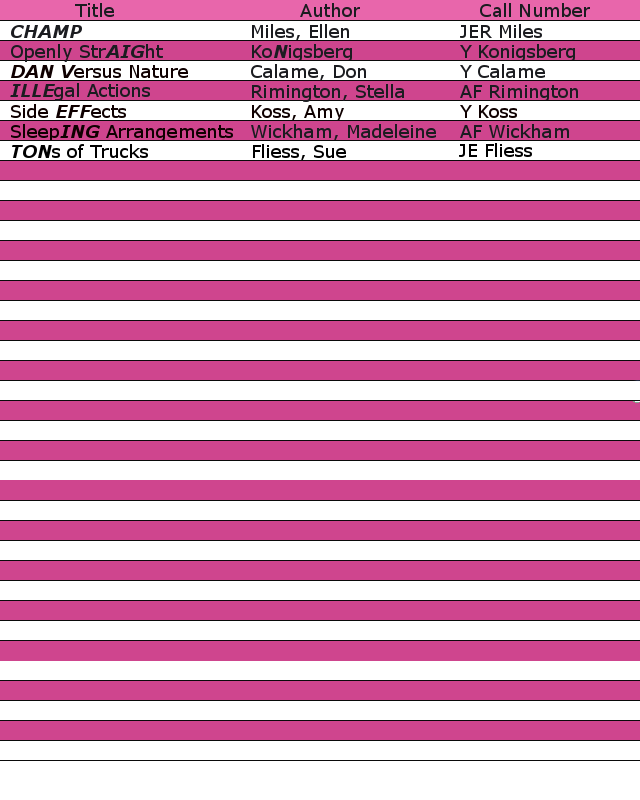 Title Author Call Number
CHAMP Miles, Ellen JER Miles
Openly StrAIGht KoNigsberg Y Konigsberg
DAN Versus Nature Calame, Don Y Calame
ILLEgal Actions Rimington, Stella AF Rimington
Side EFFects Koss, Amy Y Koss
SleepING Arrangements Wickham, Madeleine AF Wickham
TONs of Trucks Fliess, Sue JE Fliess